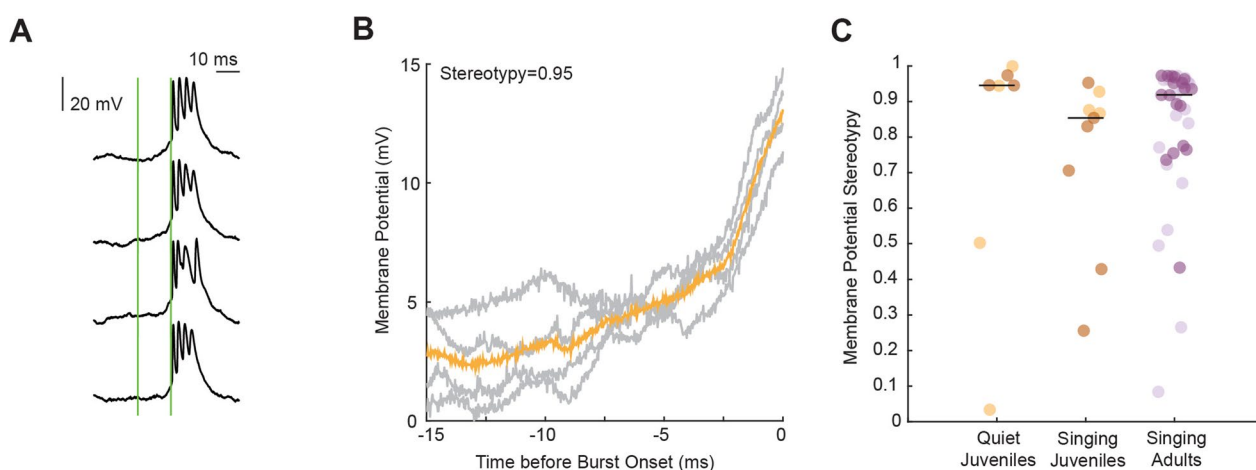 A
10 ms
20 mV
B
Stereotypy=0.95
15
10
5
0
-15
-10
-5
0
Membrane Potential (mV)
Time before Burst Onset (ms)
C
1
0.9
0.8
0.7
0.6
0.5
0.4
0.3
0.2
0.1
0
Membrane Potential Stereotypy
Quiet
Juveniles
Singing
Juveniles
Singing
Adults